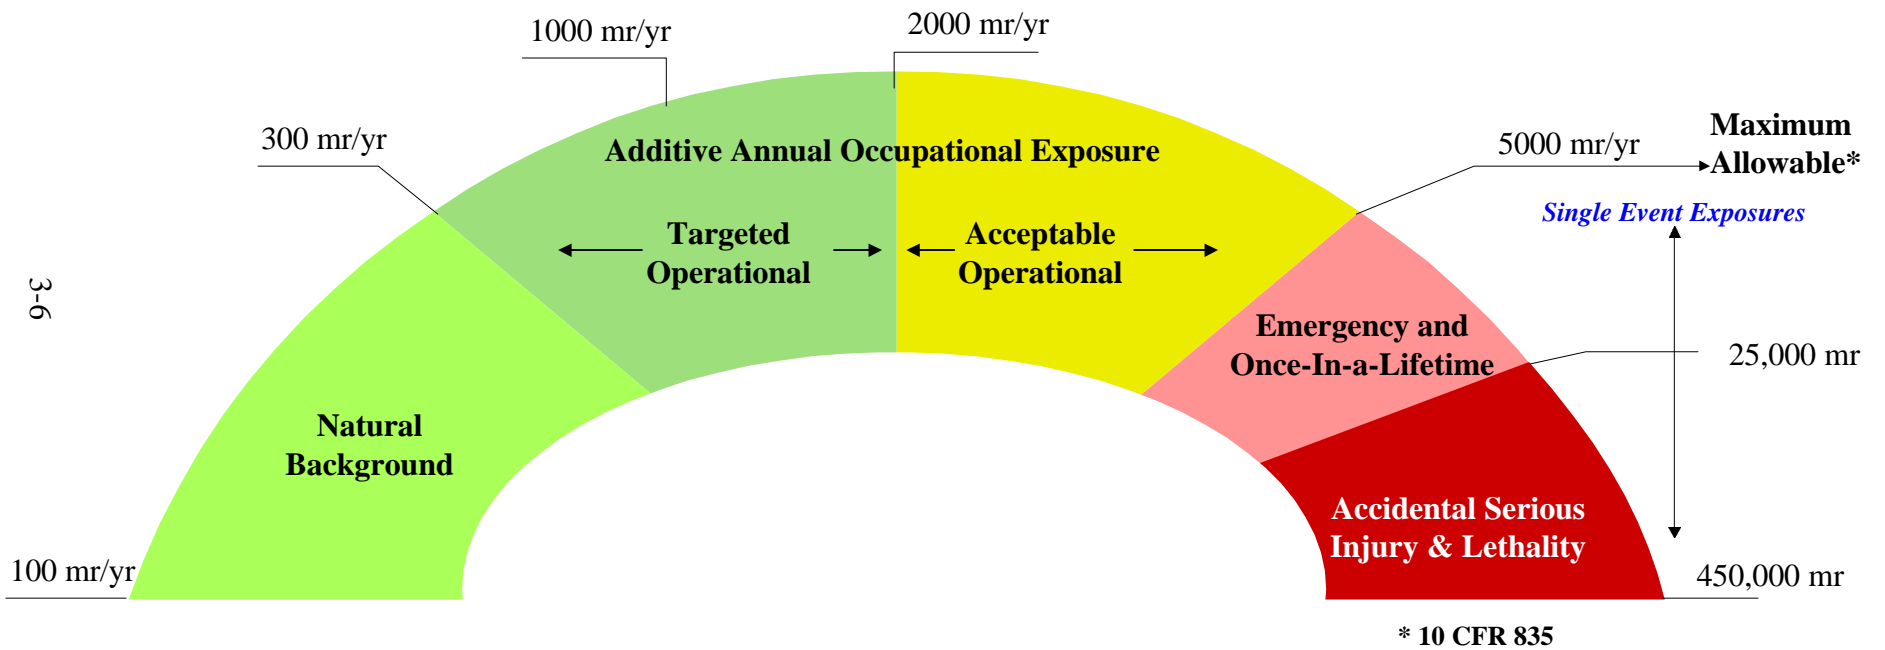 2000 mr/yr
1000 mr/yr
300 mr/yr
5000 mr/yr
Maximum
Allowable*
Additive Annual Occupational Exposure
Single Event Exposures
Targeted
Operational
Acceptable
Operational
3-6
Emergency and
Once-In-a-Lifetime
25,000 mr
Natural
Background
Accidental Serious
Injury & Lethality
100 mr/yr
450,000 mr
* 10 CFR 835